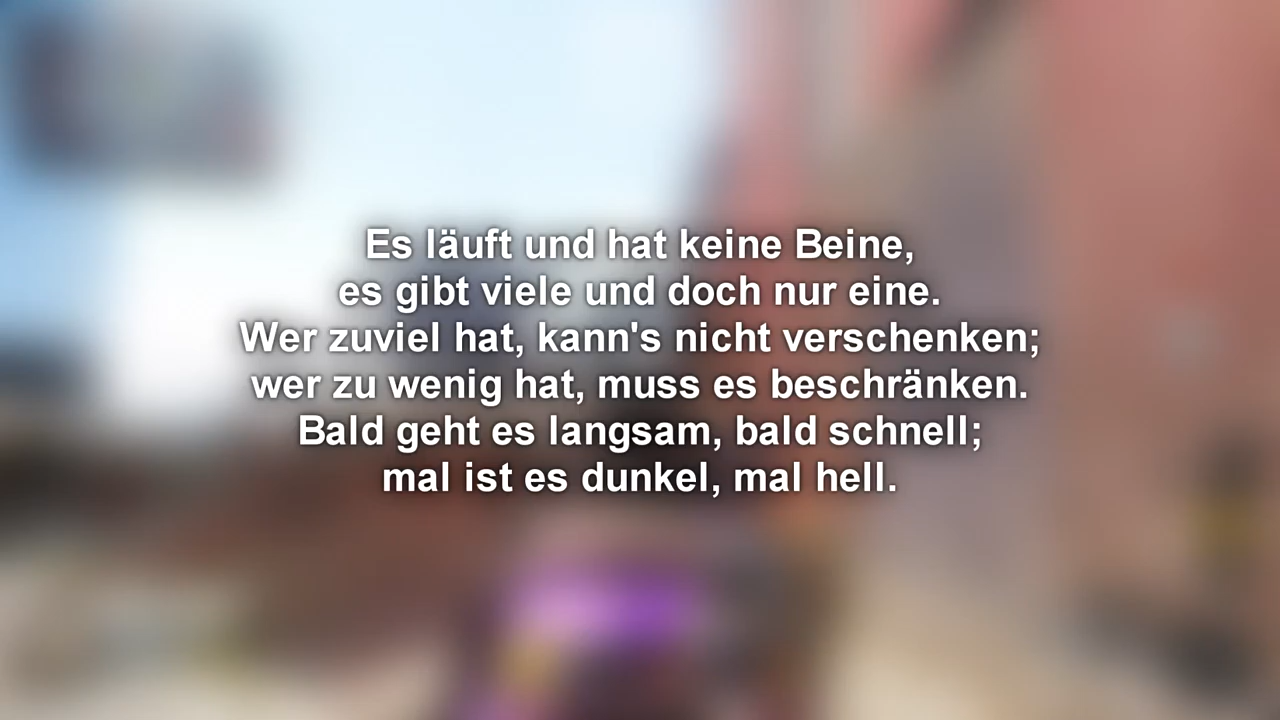 Es läuft und hat keine Beine,
es gibt viele und doch nur eine.
Wer zuviel hat, kann's nicht verschenken;
wer zu wenig hat, muss es beschränken.
Bald geht es langsam, bald schnell;
mal ist es dunkel, mal hell.